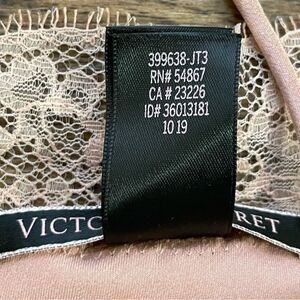 399638-JT3
RN# 54867
CA # 23226
ID# 36013181
10 19
VICTO RET